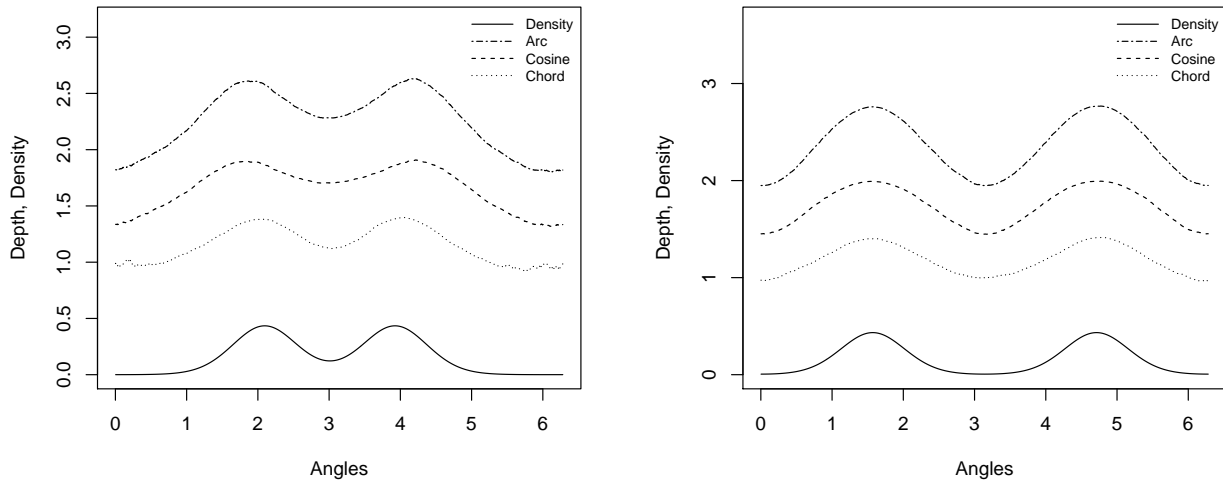 Density
Arc
Cosine
Chord
3.0
2.5
2.0
1.5
1.0
0.5
0.0
Depth, Density
0 1 2 3 4 5 6
Angles
Density
Arc
Cosine
Chord
3
2
1
0
Depth, Density
0 1 2 3 4 5 6
Angles